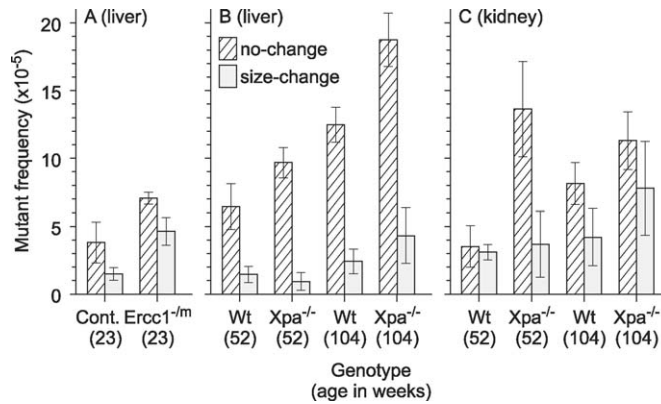 A (liver)
B (liver)
C (kidney)
no-change
size-change
Mutant frequency (x10-5)
20
15
10
5
0
Cont. Ercc1-/m
(23) (23)
Wt Xpa-/- Wt Xpa-/-
(52) (52) (104) (104)
Wt Xpa-/- Wt Xpa-/-
(52) (52) (104) (104)
Genotype
(age in weeks)